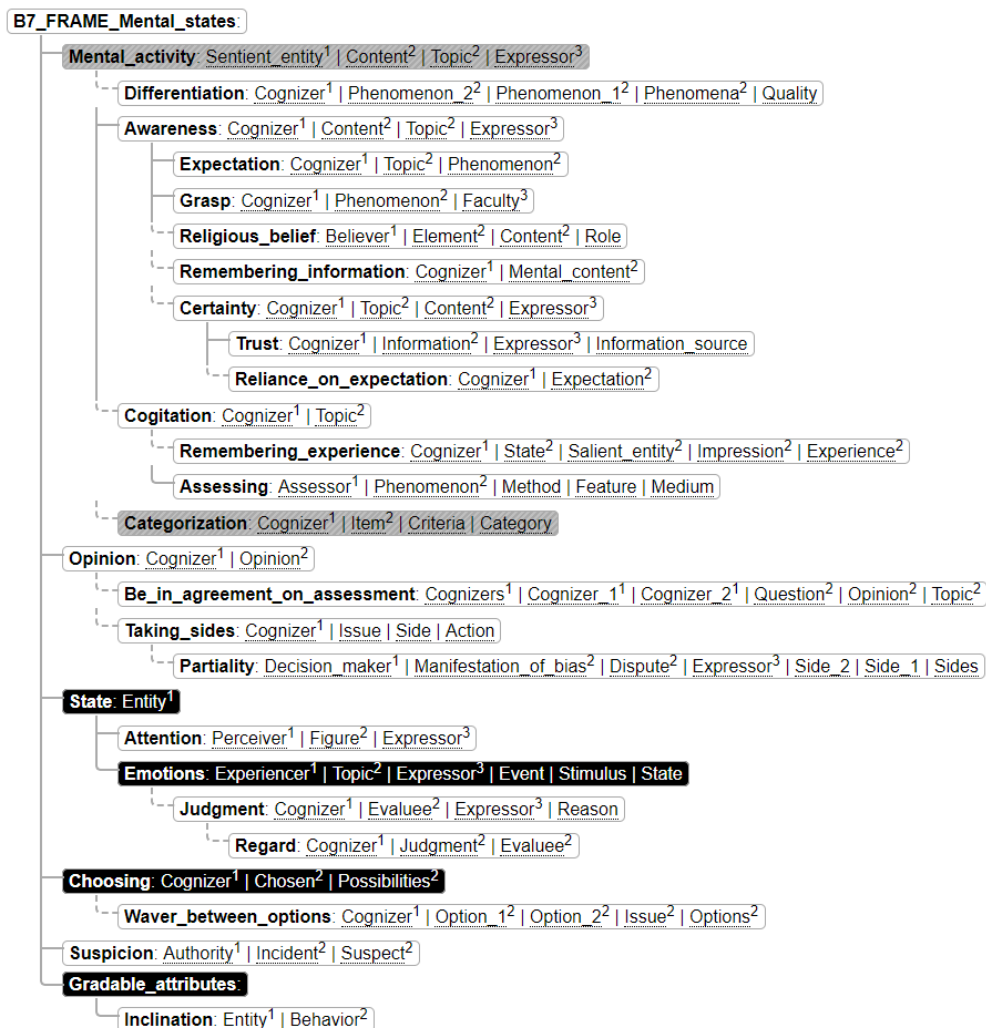 B7_FRAME_Mental_states:
Mental_activity: Sentient_entity¹ | Content² | Topic² | Expressor³
Differentiation: Cognizer¹ | Phenomenon_2² | Phenomenon_1² | Phenomena² | Quality
Awareness: Cognizer¹ | Content² | Topic² | Expressor³
Expectation: Cognizer¹ | Topic² | Phenomenon²
Grasp: Cognizer¹ | Phenomenon² | Faculty³
Religious_belief: Believer¹ | Element² | Content² | Role
Remembering_information: Cognizer¹ | Mental_content²
Certainty: Cognizer¹ | Topic² | Content² | Expressor³
Trust: Cognizer¹ | Information² | Expressor³ | Information_source
Reliance_on_expectation: Cognizer¹ | Expectation²
Cogitation: Cognizer¹ | Topic²
Remembering_experience: Cognizer¹ | State² | Salient_entity² | Impression² | Experience²
Assessing: Assessor¹ | Phenomenon² | Method | Feature | Medium
Categorization: Cognizer¹ | Item² | Criteria | Category
Opinion: Cognizer¹ | Opinion²
Be_in_agreement_on_assessment: Cognizers¹ | Cognizer_1¹ | Cognizer_2¹ | Question² | Opinion² | Topic²
Taking_sides: Cognizer¹ | Issue | Side | Action
Partiality: Decision_maker¹ | Manifestation_of_bias² | Dispute² | Expressor³ | Side_2 | Side_1 | Sides
State: Entity¹
Attention: Perceiver¹ | Figure² | Expressor³
Emotions: Experiencer¹ | Topic² | Expressor³ | Event | Stimulus | State
Judgment: Cognizer¹ | Evaluee² | Expressor³ | Reason
Regard: Cognizer¹ | Judgment² | Evaluee²
Choosing: Cognizer¹ | Chosen² | Possibilities²
Waver_between_options: Cognizer¹ | Option_1² | Option_2² | Issue² | Options²
Suspicion: Authority¹ | Incident² | Suspect²
Gradable_attributes:
Inclination: Entity¹ | Behavior²